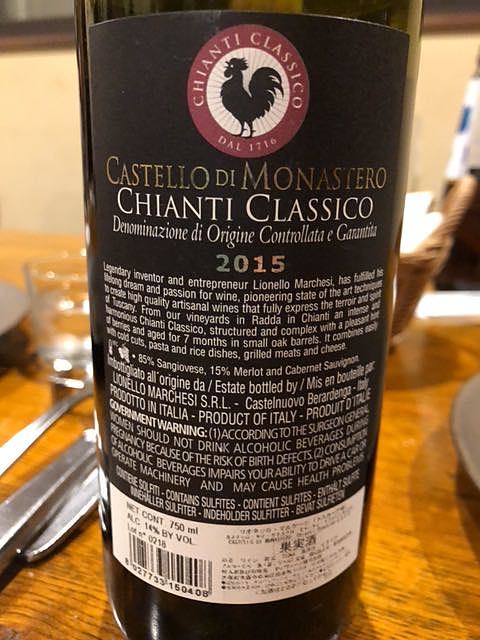 CHIANTI CLASSICO
DAL 1716
CASTELLO DI MONASTERO
CHIANTI CLASSICO
Denominazione di Origine Controllata e Garantita
2015
Legendary inventor and entrepreneur Lionello Marchesi, has fulfilled his
lifelong dream and passion for wine, pioneering state of the art techniques
to create high quality artisanal wines that fully express the terroir and spirit
of Tuscany. From our vineyards in Radda in Chianti an intense and
harmonious Chianti Classico, structured and complex with a pleasant hint
of berries and aged for 7 months in small oak barrels. It combines easily
with cold cuts, pasta and rice dishes, grilled meats and cheese.
- 85% Sangiovese, 15% Merlot and Cabernet Sauvignon.
Imbottigliato all'origine da / Estate bottled by / Mis en bouteille par:
LIONELLO MARCHESI S.R.L. - Castelnuovo Berardenga - Italy
PRODOTTO IN ITALIA - PRODUCT OF ITALY - PRODUIT D'ITALIE
GOVERNMENT WARNING: (1) ACCORDING TO THE SURGEON GENERAL,
WOMEN SHOULD NOT DRINK ALCOHOLIC BEVERAGES DURING
PREGNANCY BECAUSE OF THE RISK OF BIRTH DEFECTS (2) CONSUMPTION
ALCOHOLIC BEVERAGES IMPAIRS YOUR ABILITY TO DRIVE A CAR OR
OPERATE MACHINERY AND MAY CAUSE HEALTH PROBLEMS
CONTIENE SOLFITI - CONTAINS SULFITES - CONTIENT SULFITES - ENTHÄLT SULFITE
INNEHÅLLER SULFITER - INDEHOLDER SULFITTER - BEVAT SULFIETEN
NET CONT. 750 ml
ALC. 14% BY VOL.
Lot n° 0218
8 027733 150408
果実酒